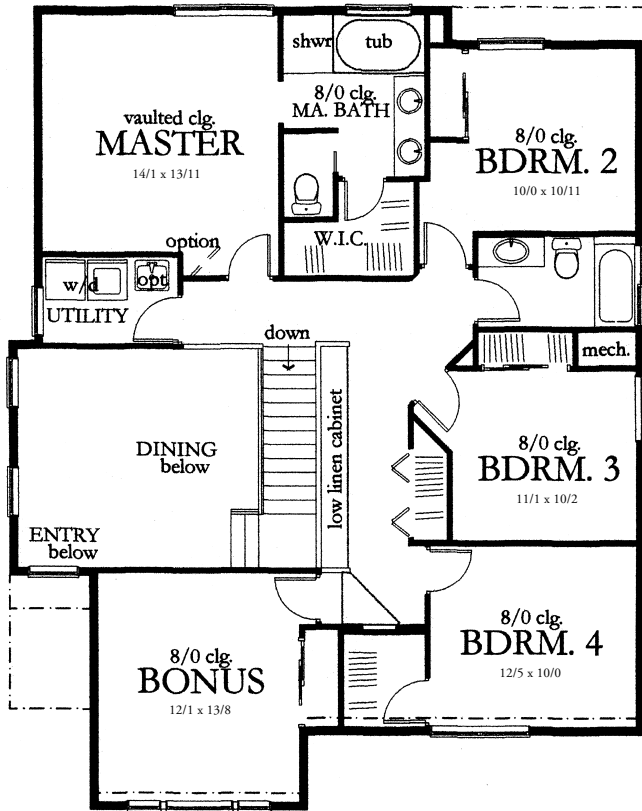 shwr
tub
8/0 clg.
MA. BATH
vaulted clg.
MASTER
14/1 x 13/11
8/0 clg.
BDRM. 2
10/0 x 10/11
option
W.I.C.
w/d
opt
UTILITY
down
mech.
low linen cabinet
DINING
below
8/0 clg.
BDRM. 3
11/1 x 10/2
ENTRY
below
8/0 clg.
BDRM. 4
12/5 x 10/0
8/0 clg.
BONUS
12/1 x 13/8